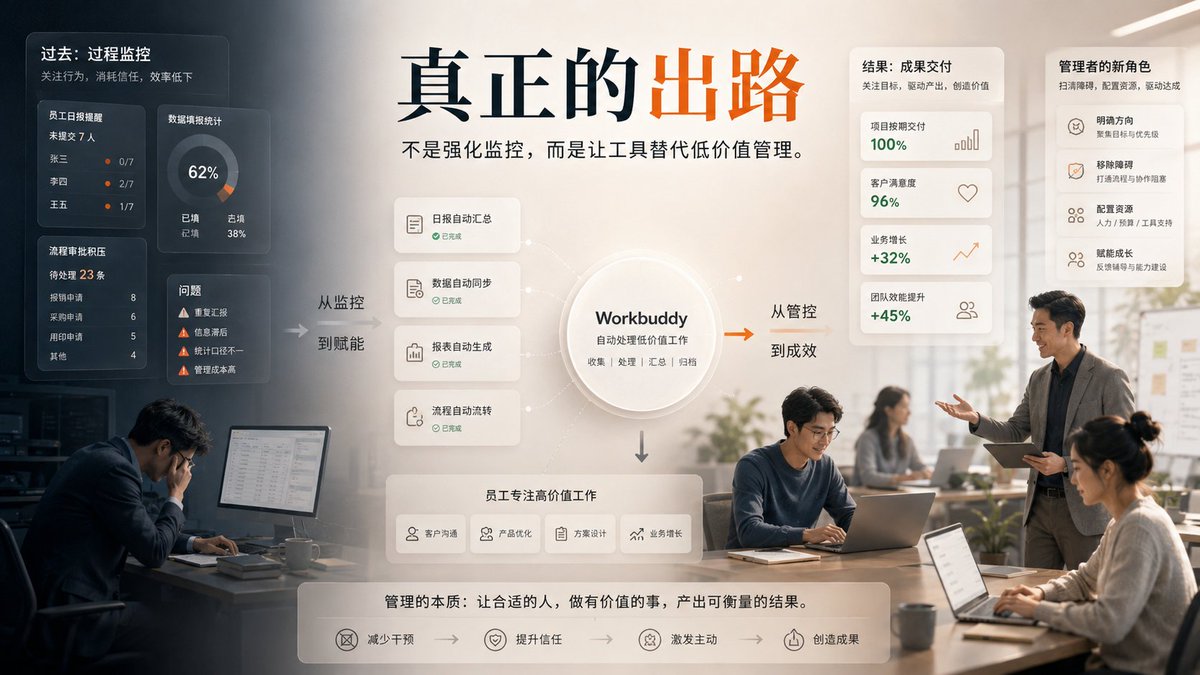 真正的出路
不是强化监控，而是让工具替代低价值管理。
过去：过程监控
关注行为，消耗信任，效率低下
员工日报提醒
未提交 7 人
张三 0/7
李四 2/7
王五 1/7
数据填报统计
62%
已填
38%
流程审批积压
待处理 23 条
报销申请 8
采购申请 6
用印申请 5
其他 4
问题
重复汇报
信息滞后
统计口径不一
管理成本高
从监控
到赋能
日报自动汇总
已完成
数据自动同步
已完成
报表自动生成
已完成
流程自动流转
已完成
Workbuddy
自动处理低价值工作
收集 | 处理 | 汇总 | 归档
从管控
到成效
员工专注高价值工作
客户沟通
产品优化
方案设计
业务增长
结果：成果交付
关注目标，驱动产出，创造价值
项目按期交付
100%
客户满意度
96%
业务增长
+32%
团队效能提升
+45%
管理者的新角色
扫清障碍，配置资源，驱动达成
明确方向
聚焦目标与优先级
移除障碍
打通流程与协作阻塞
配置资源
人力 / 预算 / 工具支持
赋能成长
反馈辅导与能力建设
管理的本质：让合适的人，做有价值的事，产出可衡量的结果。
减少干预
提升信任
激发主动
创造成果